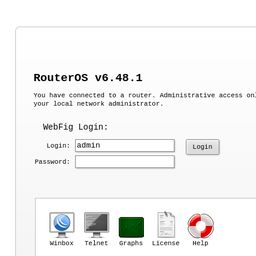 RouterOS v6.48.1
You have connected to a router. Administrative access
your local network administrator.
WebFig Login:
Login: admin Login
Password:
Winbox Telnet Graphs License Help